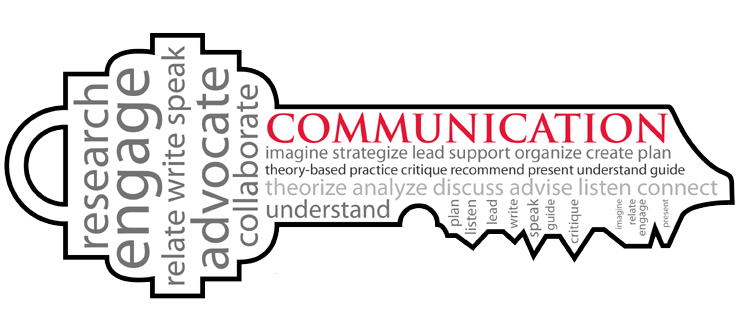 research
engage
relate write speak
advocate
collaborate
COMMUNICATION
imagine strategize lead support organize create plan
theory-based practice critique recommend present understand guide
theorize analyze discuss advise listen connect
understand
plan
listen
lead
write
speak
guide
critique
imagine
relate
engage
present